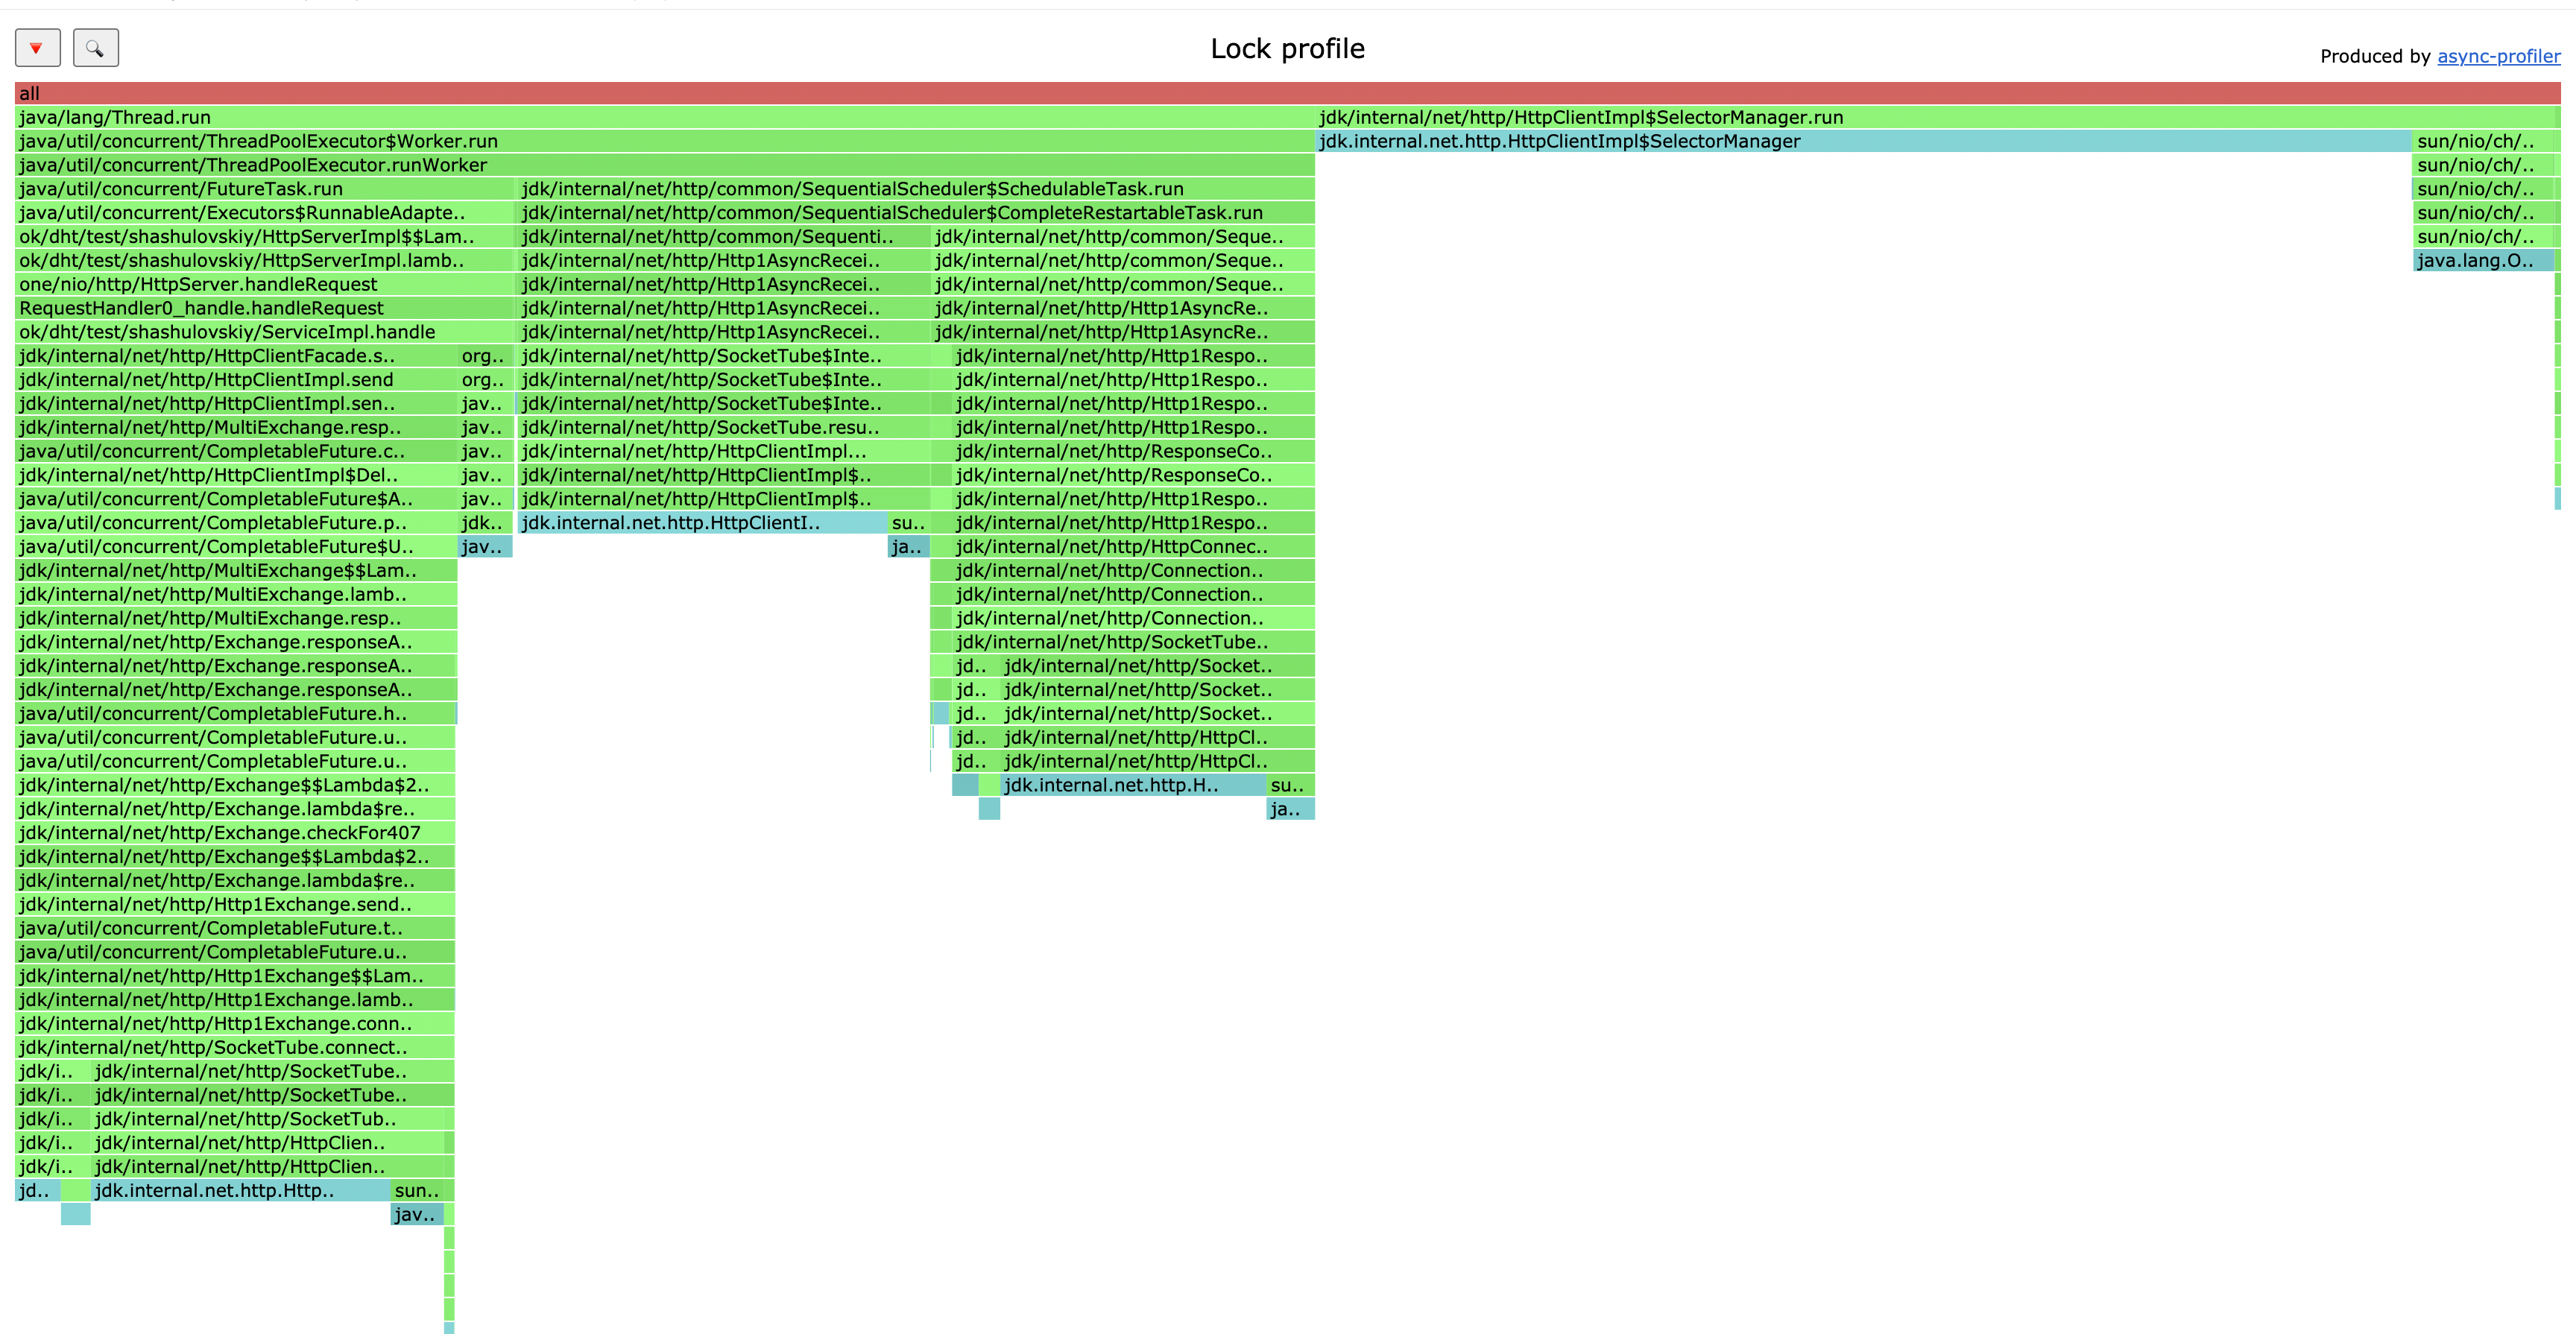 Lock profile
Produced by async-profiler
all
java/lang/Thread.run jdk/internal/net/http/HttpClientImpl$SelectorManager.run
java/util/concurrent/ThreadPoolExecutor$Worker.run jdk.internal.net.http.HttpClientImpl$SelectorManager sun/nio/ch/..
java/util/concurrent/ThreadPoolExecutor.runWorker sun/nio/ch/..
java/util/concurrent/FutureTask.run jdk/internal/net/http/common/SequentialScheduler$SchedulableTask.run sun/nio/ch/..
java/util/concurrent/Executors$RunnableAdapte.. jdk/internal/net/http/common/SequentialScheduler$CompleteRestartableTask.run sun/nio/ch/..
ok/dht/test/shashulovskiy/HttpServerImpl$$Lam.. jdk/internal/net/http/common/Sequenti.. jdk/internal/net/http/common/Seque.. sun/nio/ch/..
ok/dht/test/shashulovskiy/HttpServerImpl.lamb.. jdk/internal/net/http/Http1AsyncRecei.. jdk/internal/net/http/common/Seque.. java.lang.O..
one/nio/http/HttpServer.handleRequest jdk/internal/net/http/Http1AsyncRecei.. jdk/internal/net/http/common/Seque..
RequestHandler0_handle.handleRequest jdk/internal/net/http/Http1AsyncRecei.. jdk/internal/net/http/Http1AsyncRe..
ok/dht/test/shashulovskiy/ServiceImpl.handle jdk/internal/net/http/Http1AsyncRecei.. jdk/internal/net/http/Http1AsyncRe..
jdk/internal/net/http/HttpClientFacade.s.. org.. jdk/internal/net/http/SocketTube$Inte.. jdk/internal/net/http/Http1Respo..
jdk/internal/net/http/HttpClientImpl.send org.. jdk/internal/net/http/SocketTube$Inte.. jdk/internal/net/http/Http1Respo..
jdk/internal/net/http/HttpClientImpl.sen.. jav.. jdk/internal/net/http/SocketTube$Inte.. jdk/internal/net/http/Http1Respo..
jdk/internal/net/http/MultiExchange.resp.. jav.. jdk/internal/net/http/SocketTube.resu.. jdk/internal/net/http/Http1Respo..
java/util/concurrent/CompletableFuture.c.. jav.. jdk/internal/net/http/HttpClientImpl... jdk/internal/net/http/ResponseCo..
jdk/internal/net/http/HttpClientImpl$Del.. jav.. jdk/internal/net/http/HttpClientImpl$.. jdk/internal/net/http/ResponseCo..
java/util/concurrent/CompletableFuture$A.. jav.. jdk/internal/net/http/HttpClientImpl$.. jdk/internal/net/http/Http1Respo..
java/util/concurrent/CompletableFuture.p.. jdk.. jdk.internal.net.http.HttpClientI.. su.. jdk/internal/net/http/Http1Respo..
java/util/concurrent/CompletableFuture$U.. jav.. ja.. jdk/internal/net/http/HttpConnec..
jdk/internal/net/http/MultiExchange$$Lam.. jdk/internal/net/http/Connection..
jdk/internal/net/http/MultiExchange.lamb.. jdk/internal/net/http/Connection..
jdk/internal/net/http/MultiExchange.resp.. jdk/internal/net/http/Connection..
jdk/internal/net/http/Exchange.responseA.. jdk/internal/net/http/SocketTube..
jdk/internal/net/http/Exchange.responseA.. jd.. jdk/internal/net/http/Socket..
jdk/internal/net/http/Exchange.responseA.. jd.. jdk/internal/net/http/Socket..
java/util/concurrent/CompletableFuture.h.. jd.. jdk/internal/net/http/Socket..
java/util/concurrent/CompletableFuture.u.. jd.. jdk/internal/net/http/HttpCl..
java/util/concurrent/CompletableFuture.u.. jd.. jdk/internal/net/http/HttpCl..
jdk/internal/net/http/Exchange$$Lambda$2.. jdk.internal.net.http.H.. su..
jdk/internal/net/http/Exchange.lambda$re.. ja..
jdk/internal/net/http/Exchange.checkFor407
jdk/internal/net/http/Exchange$$Lambda$2..
jdk/internal/net/http/Exchange.lambda$re..
jdk/internal/net/http/Http1Exchange.send..
java/util/concurrent/CompletableFuture.t..
java/util/concurrent/CompletableFuture.u..
jdk/internal/net/http/Http1Exchange$$Lam..
jdk/internal/net/http/Http1Exchange.lamb..
jdk/internal/net/http/Http1Exchange.conn..
jdk/internal/net/http/SocketTube.connect..
jdk/i.. jdk/internal/net/http/SocketTube..
jdk/i.. jdk/internal/net/http/SocketTube..
jdk/i.. jdk/internal/net/http/SocketTub..
jdk/i.. jdk/internal/net/http/HttpClien..
jdk/i.. jdk/internal/net/http/HttpClien..
jd.. jdk.internal.net.http.Http.. sun..
jav..